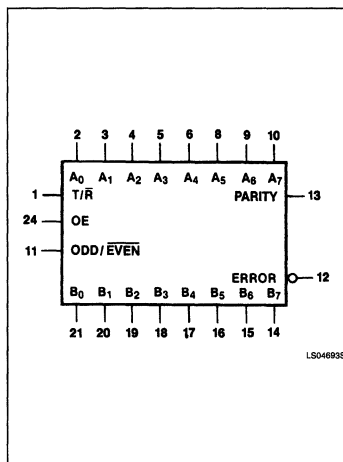 2 3 4 5 6 8 9 10
A₀ A₁ A₂ A₃ A₄ A₅ A₆ A₇
1 T/R̅ PARITY 13
24 OE
11 ODD/E̅V̅E̅N̅
ERROR 12
B₀ B₁ B₂ B₃ B₄ B₅ B₆ B₇
21 20 19 18 17 16 15 14
LS04693S